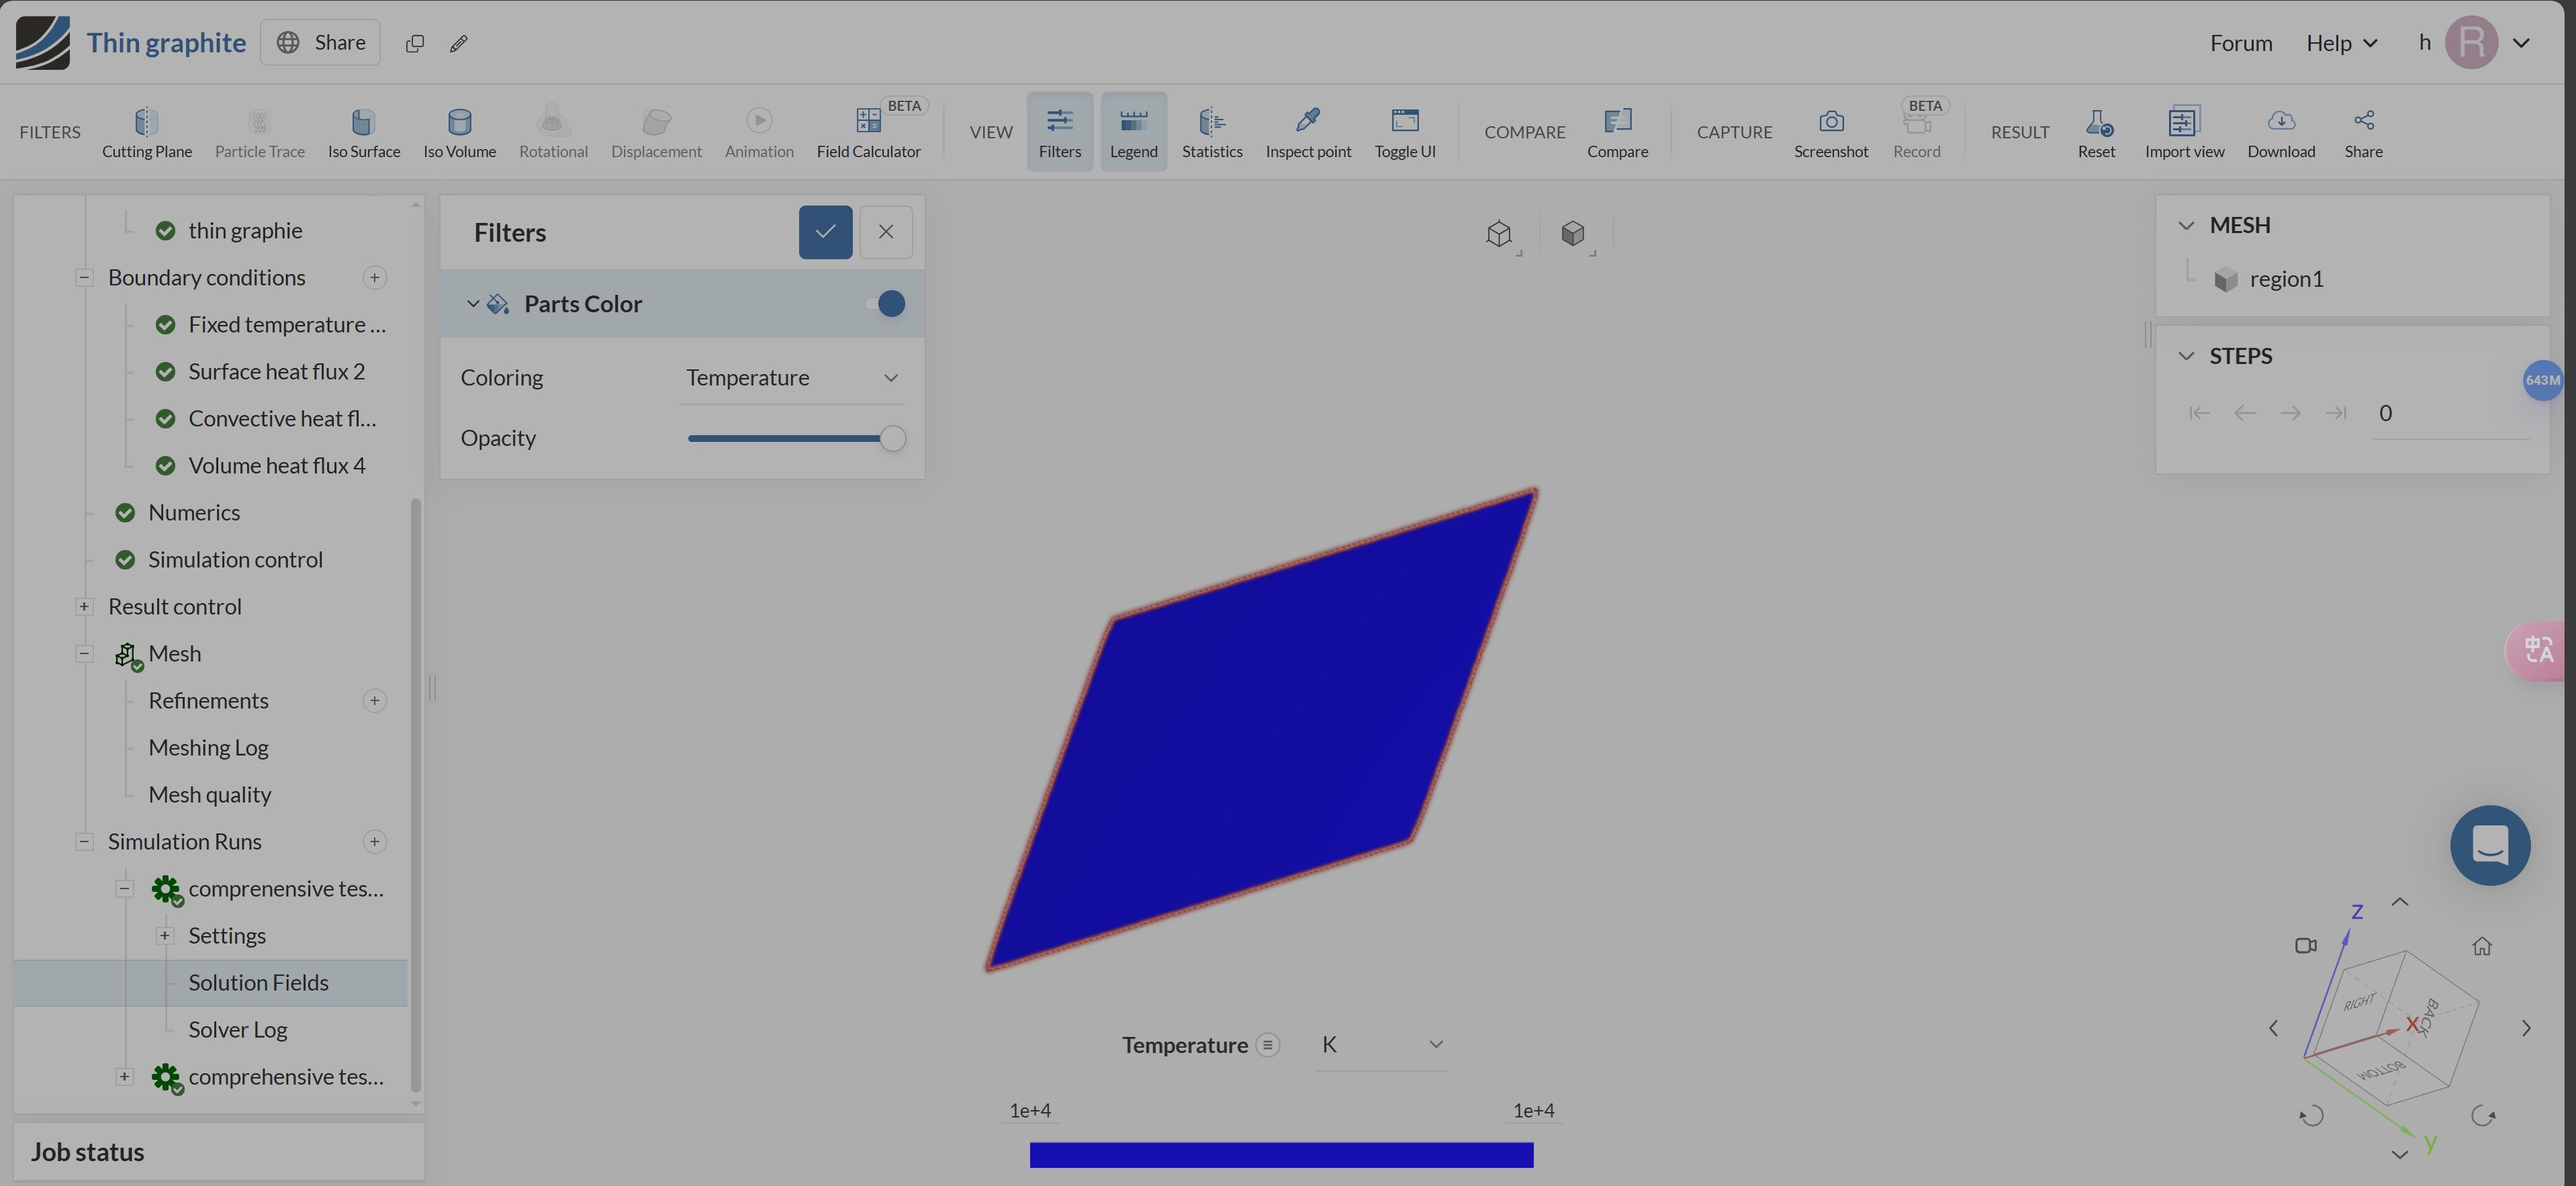 Thin graphite
Share
Forum
Help
h
R
FILTERS
Cutting Plane
Particle Trace
Iso Surface
Iso Volume
Rotational
Displacement
Animation
BETA
Field Calculator
VIEW
Filters
Legend
Statistics
Inspect point
Toggle UI
COMPARE
Compare
CAPTURE
Screenshot
BETA
Record
RESULT
Reset
Import view
Download
Share
thin graphie
Boundary conditions
Fixed temperature ...
Surface heat flux 2
Convective heat fl...
Volume heat flux 4
Numerics
Simulation control
Result control
Mesh
Refinements
Meshing Log
Mesh quality
Simulation Runs
comprenensive tes...
Settings
Solution Fields
Solver Log
comprehensive tes...
Job status
Filters
Parts Color
Coloring
Temperature
Opacity
MESH
region1
STEPS
0
643M
中A
Temperature
K
1e+4
1e+4
Z
RIGHT
BACK
X
BOTTOM
y